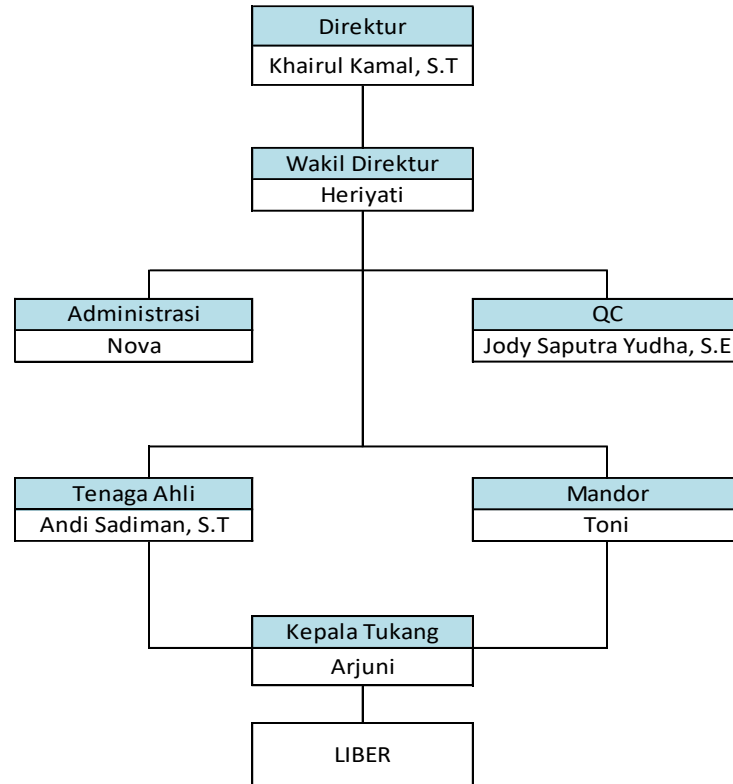 Direktur
Khairul Kamal, S.T
Wakil Direktur
Heriyati
Administrasi
Nova
QC
Jody Saputra Yudha, S.E
Tenaga Ahli
Andi Sadiman, S.T
Mandor
Toni
Kepala Tukang
Arjuni
LIBER